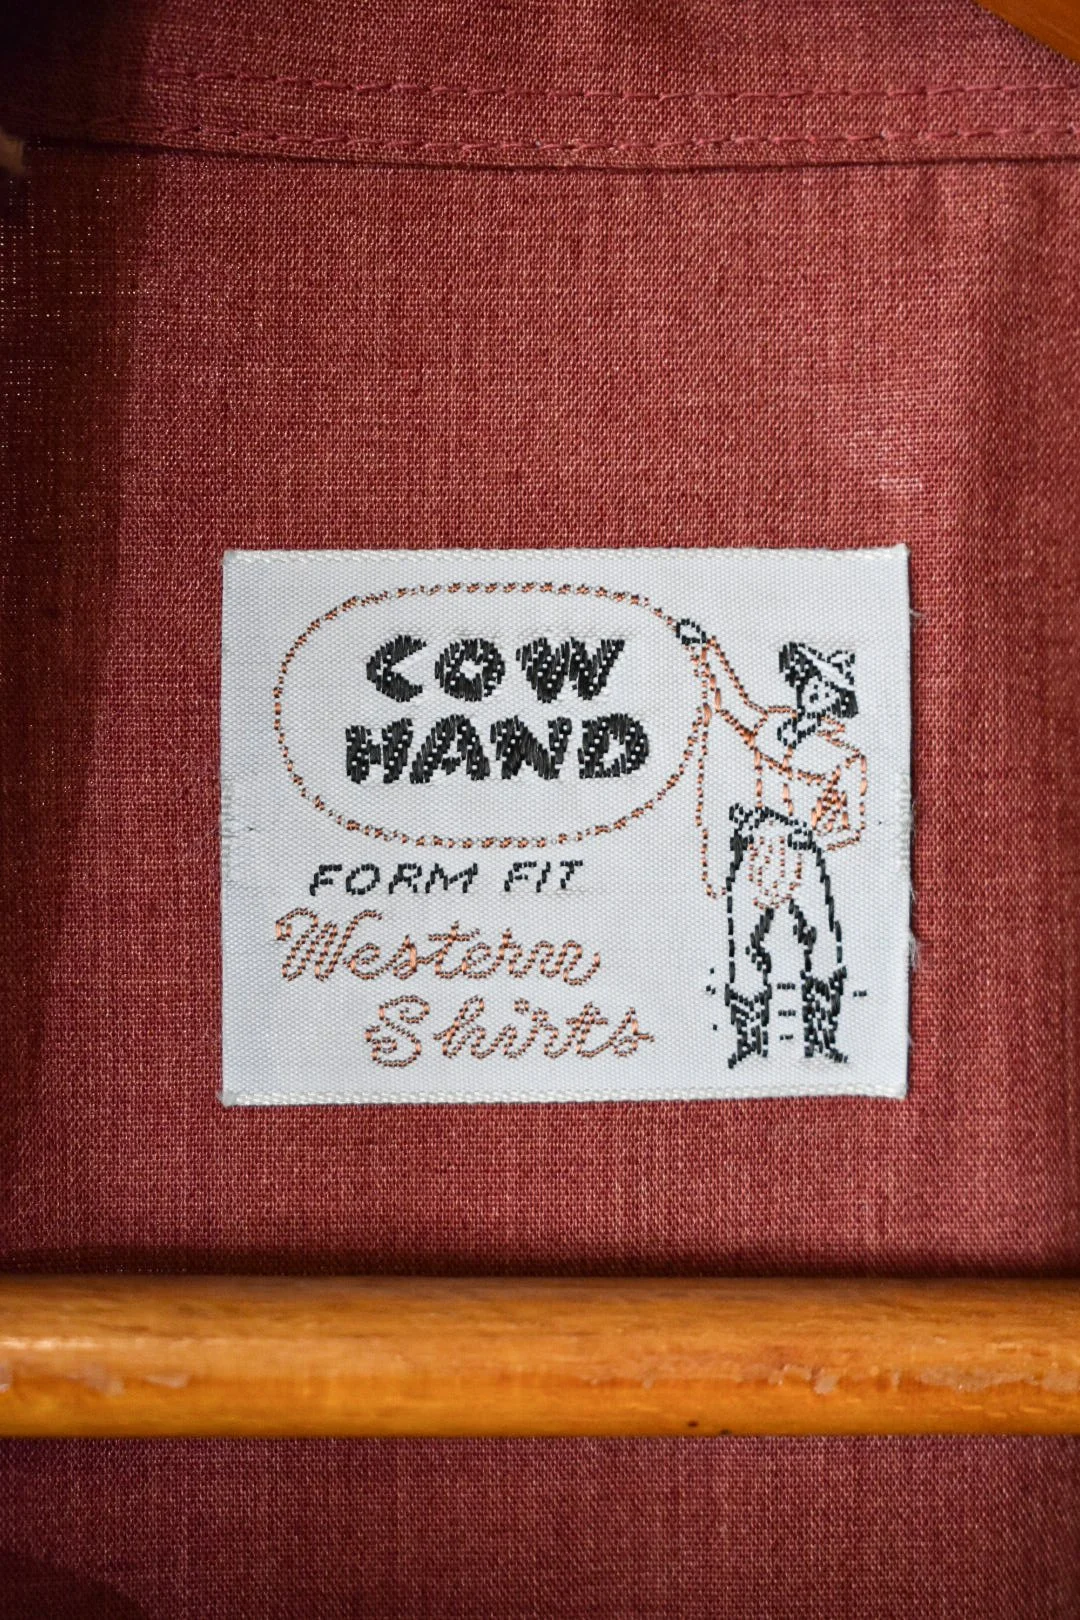 COW
HAND
FORM FIT
Western
Shirts